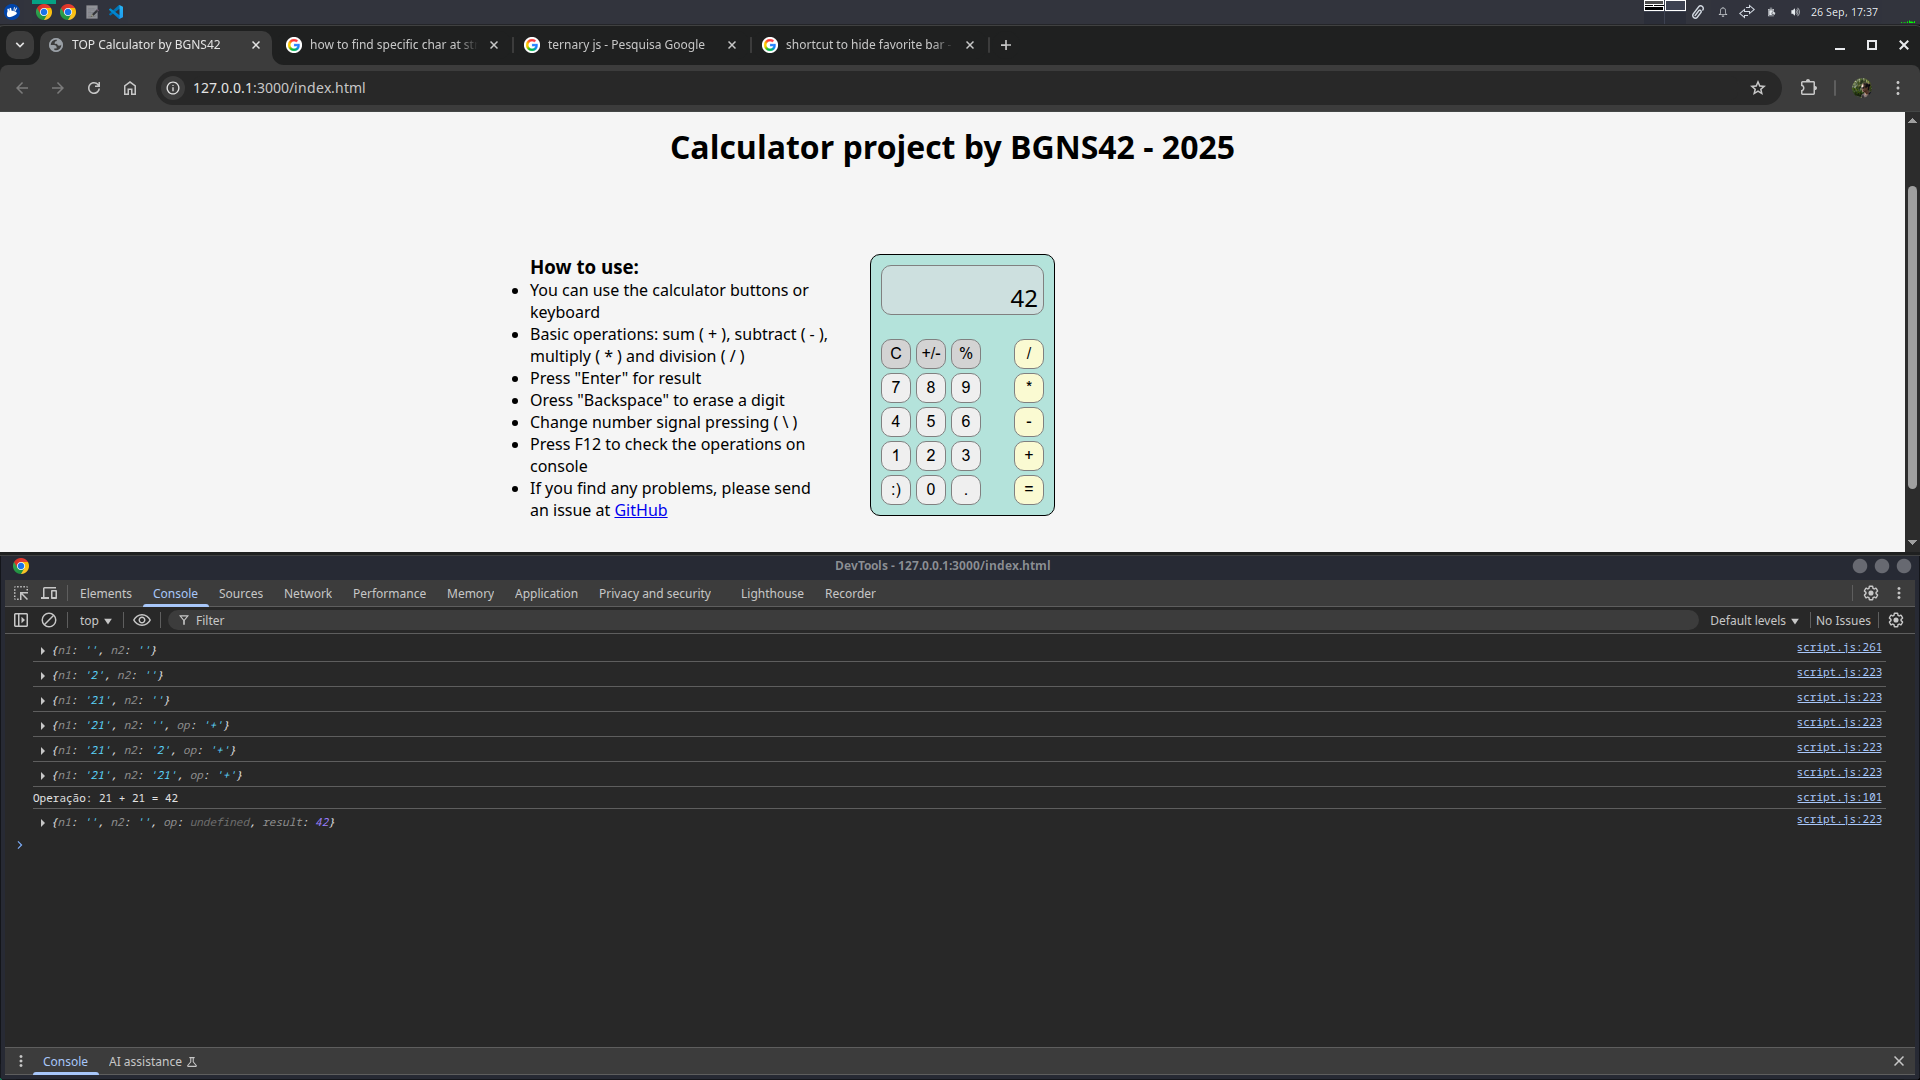 26 Sep, 17:37
TOP Calculator by BGNS42
how to find specific char at st
ternary js - Pesquisa Google
shortcut to hide favorite bar -
127.0.0.1:3000/index.html
Calculator project by BGNS42 - 2025
How to use:
You can use the calculator buttons or
keyboard
Basic operations: sum ( + ), subtract ( - ),
multiply ( * ) and division ( / )
Press "Enter" for result
Oress "Backspace" to erase a digit
Change number signal pressing ( \ )
Press F12 to check the operations on
console
If you find any problems, please send
an issue at GitHub
42
C +/- % /
7 8 9 *
4 5 6 -
1 2 3 +
:) 0 . =
DevTools - 127.0.0.1:3000/index.html
Elements Console Sources Network Performance Memory Application Privacy and security Lighthouse Recorder
top Filter Default levels No Issues
{n1: '', n2: ''} script.js:261
{n1: '2', n2: ''} script.js:223
{n1: '21', n2: ''} script.js:223
{n1: '21', n2: '', op: '+'} script.js:223
{n1: '21', n2: '2', op: '+'} script.js:223
{n1: '21', n2: '21', op: '+'} script.js:223
Operação: 21 + 21 = 42 script.js:101
{n1: '', n2: '', op: undefined, result: 42} script.js:223
>
Console AI assistance